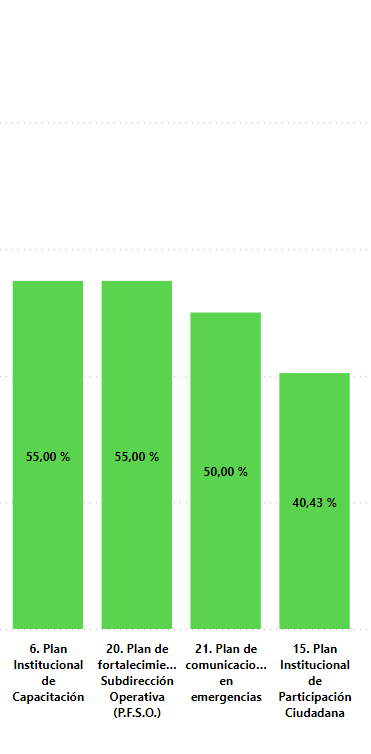 55,00 %
55,00 %
50,00 %
40,43 %
6. Plan
Institucional
de
Capacitación
20. Plan de
fortalecimie...
Subdirección
Operativa
(P.F.S.O.)
21. Plan de
comunicacio...
en
emergencias
15. Plan
Institucional
de
Participación
Ciudadana